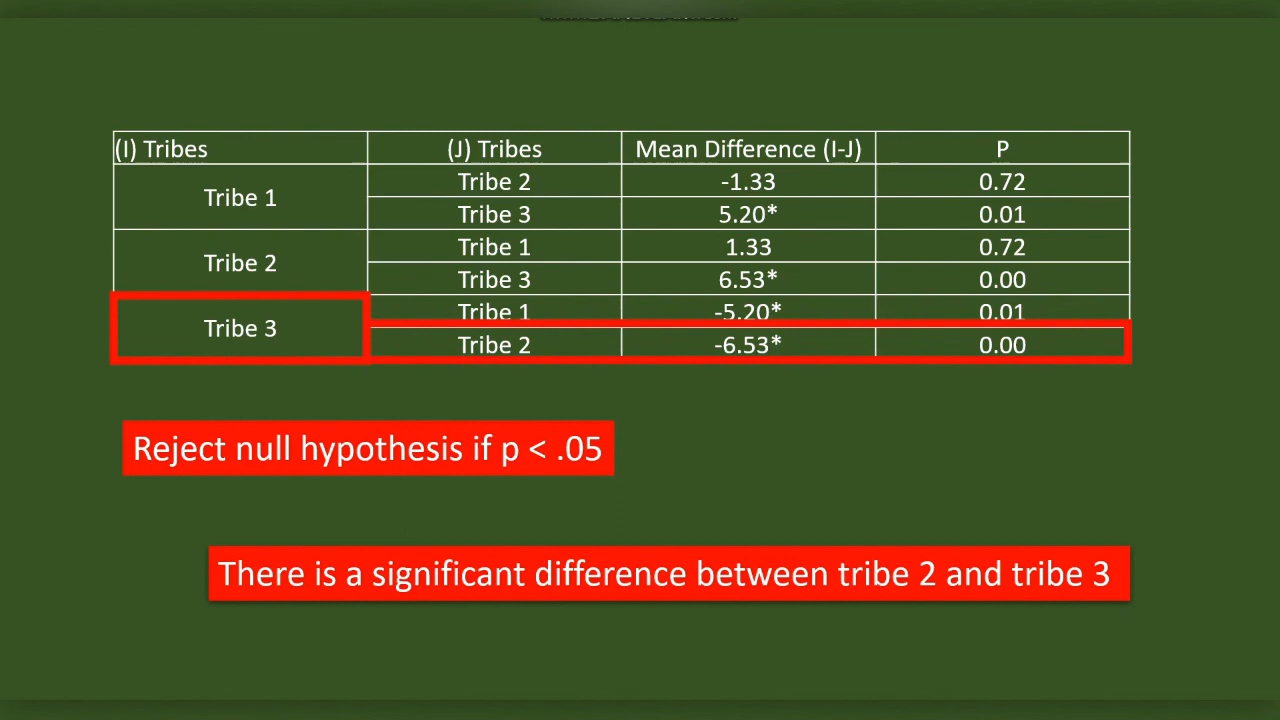 (I) Tribes (J) Tribes Mean Difference (I-J) P
Tribe 1 Tribe 2 -1.33 0.72
Tribe 3 5.20* 0.01
Tribe 2 Tribe 1 1.33 0.72
Tribe 3 6.53* 0.00
Tribe 3 Tribe 1 -5.20* 0.01
Tribe 2 -6.53* 0.00
Reject null hypothesis if p < .05
There is a significant difference between tribe 2 and tribe 3